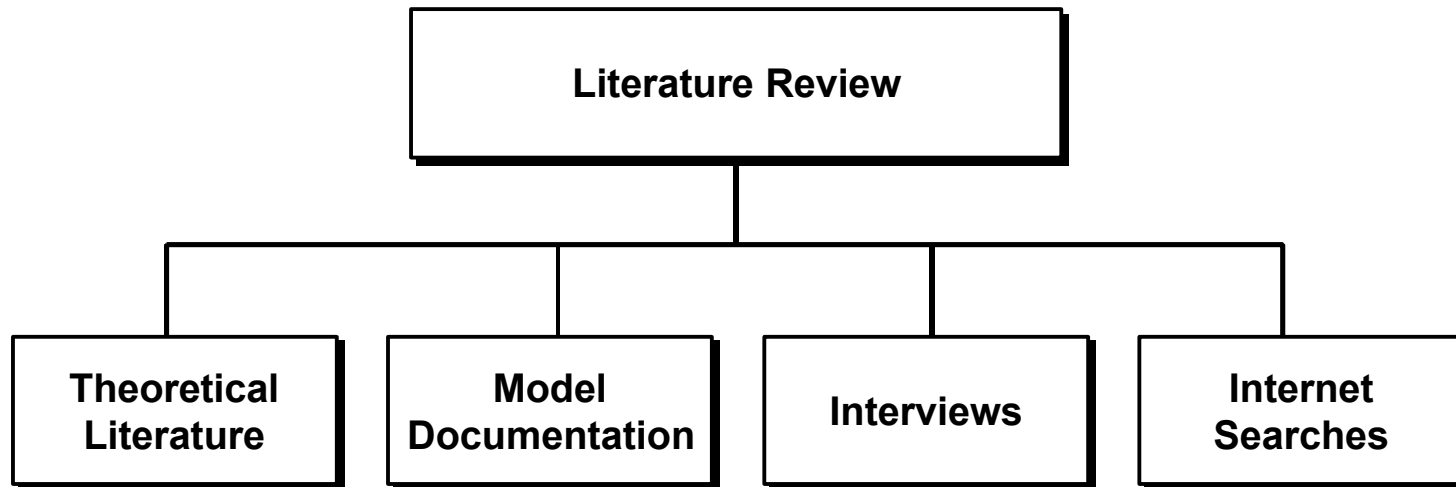 Literature Review
Theoretical
Literature
Model
Documentation
Interviews
Internet
Searches